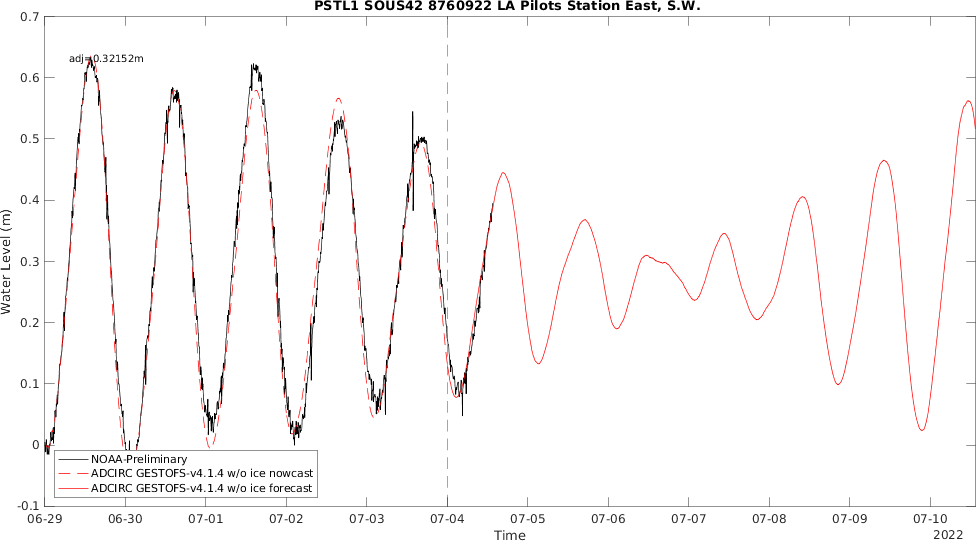 PSTL1 SOUS42 8760922 LA Pilots Station East, S.W.
adj=0.32152m
Water Level (m)
0.7
0.6
0.5
0.4
0.3
0.2
0.1
0
-0.1
NOAA-Preliminary
ADCIRC GESTOFS-v4.1.4 w/o ice nowcast
ADCIRC GESTOFS-v4.1.4 w/o ice forecast
06-29 06-30 07-01 07-02 07-03 07-04 07-05 07-06 07-07 07-08 07-09 07-10
Time
2022